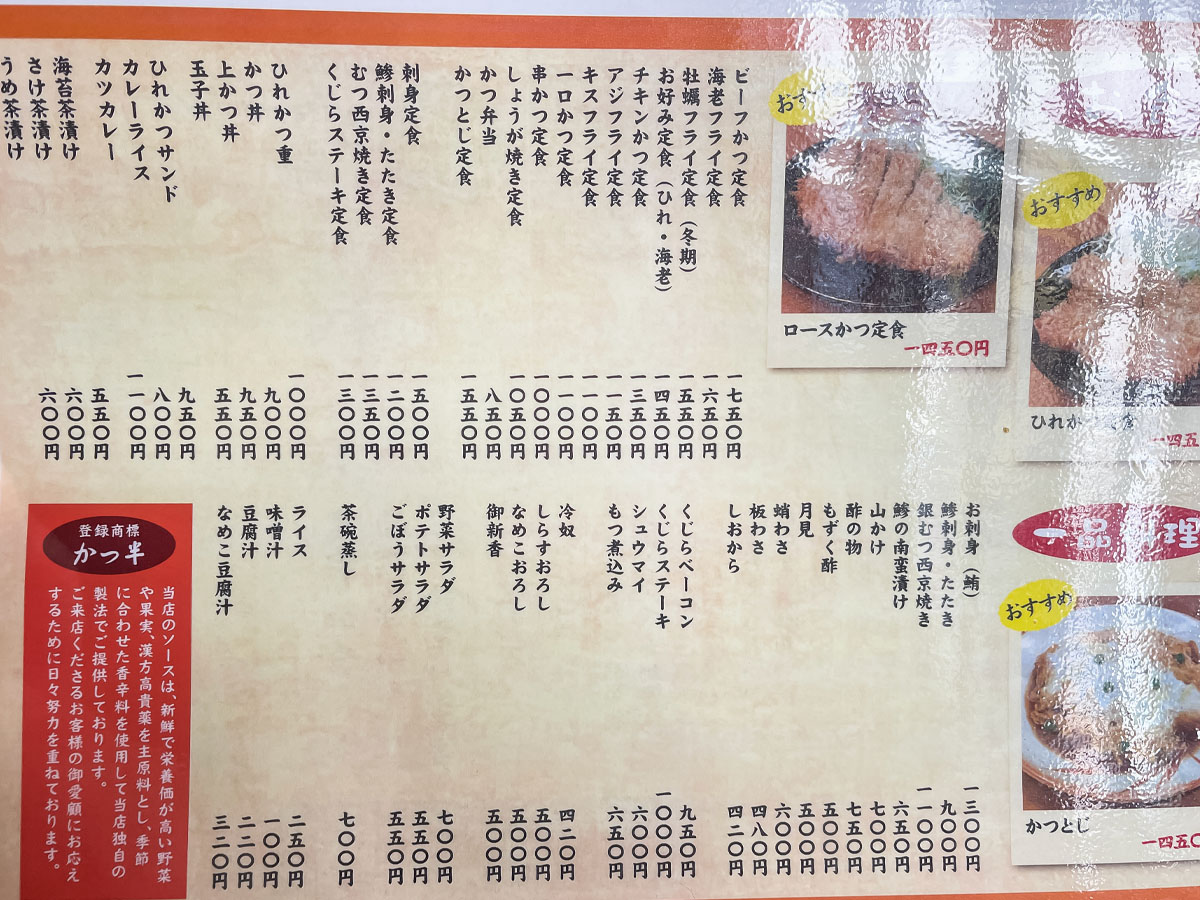 おすすめ
ひれか
一四五
おす
ロースかつ定食
一四五〇円
ビーフかつ定食 一七五〇円
海老フライ定食 一六五〇円
牡蠣フライ定食（冬期） 一五五〇円
お好み定食（ひれ・海老） 一四五〇円
チキンかつ定食 一三五〇円
アジフライ定食 一一五〇円
キスフライ定食 一一〇〇円
一口かつ定食 一一〇〇円
串かつ定食 一〇〇〇円
しょうが焼き定食 一〇五〇円
かつ弁当 八五〇円
かつとじ定食 一五五〇円
刺身定食 一五〇〇円
鯵刺身・たたき定食 一二〇〇円
むつ西京焼き定食 一三五〇円
くじらステーキ定食 一三〇〇円
ひれかつ重 一〇〇〇円
かつ丼 九〇〇円
上かつ丼 九五〇円
玉子丼 五五〇円
ひれかつサンド 九五〇円
カレーライス 八〇〇円
カツカレー 一一〇〇円
海苔茶漬け 五五〇円
さけ茶漬け 六〇〇円
うめ茶漬け 六〇〇円
一品 理
おすすめ
かつとじ
一四五〇
お刺身（鮪） 一三〇〇円
鯵刺身・たたき 九〇〇円
銀むつ西京焼き 一一〇〇円
鯵の南蛮漬け 六五〇円
山かけ 七〇〇円
酢の物 七五〇円
もずく酢 五五〇円
月見 五〇〇円
蛸わさ 六〇〇円
板わさ 四八〇円
しおから 四二〇円
くじらベーコン 九五〇円
くじらステーキ 一〇〇〇円
シュウマイ 六〇〇円
もつ煮込み 六五〇円
冷奴 四二〇円
しらすおろし 五〇〇円
なめこおろし 五五〇円
御新香 五〇〇円
野菜サラダ 七〇〇円
ポテトサラダ 五五〇円
ごぼうサラダ 五五〇円
茶碗蒸し 七〇〇円
ライス 二五〇円
味噌汁 一〇〇円
豆腐汁 二二〇円
なめこ豆腐汁 三二〇円
登録商標
かつ半
当店のソースは、新鮮で栄養価が高い野菜
や果実、漢方高貴薬を主原料とし、季節
に合わせた香辛料を使用して当店独自の
製法でご提供しております。
ご来店くださるお客様の御愛顧にお応え
するために日々努力を重ねております。